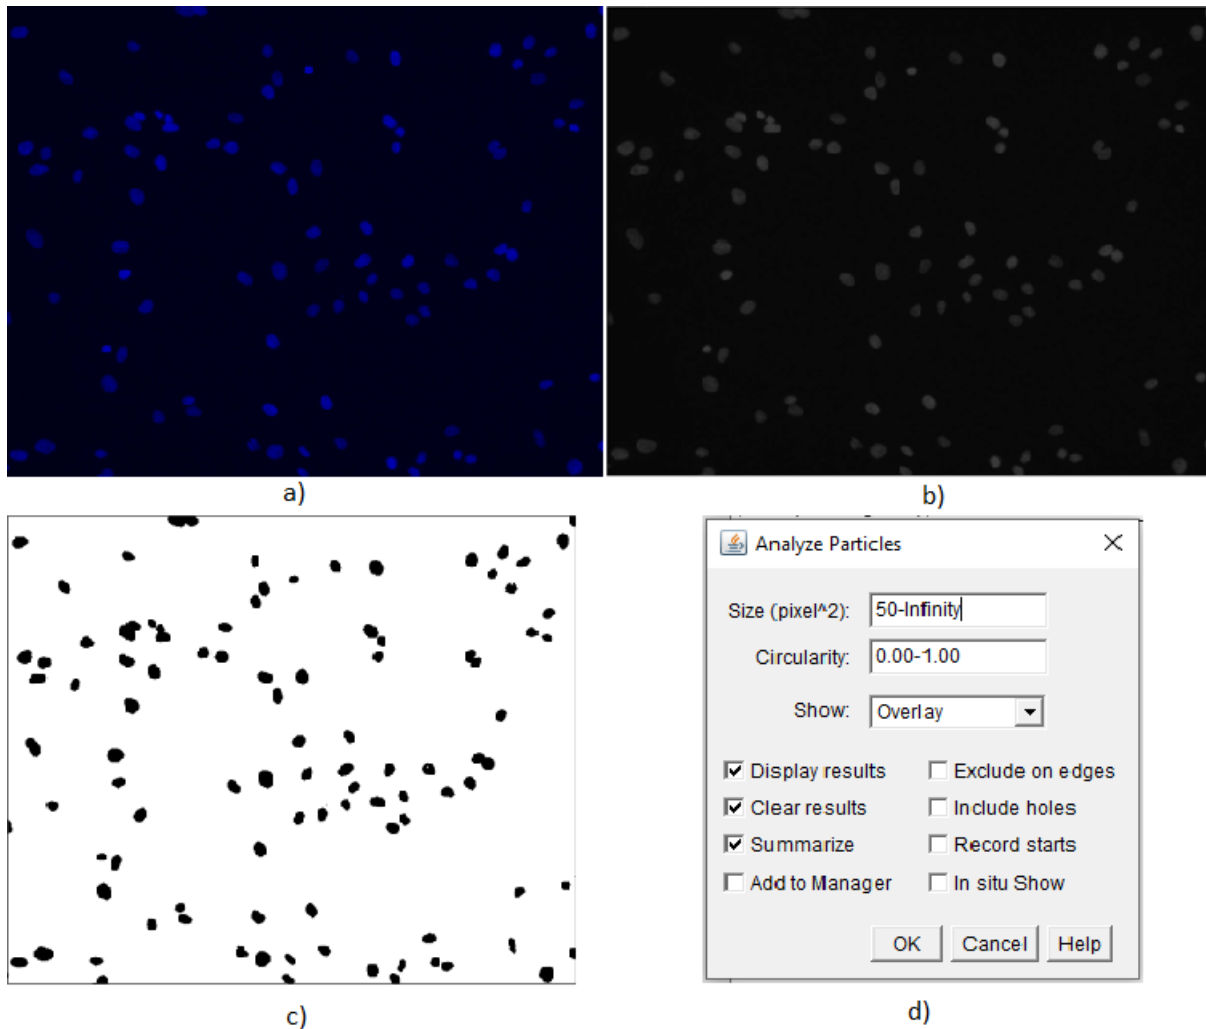 a)
b)
Analyze Particles
Size (pixel^2): 50-Infinity
Circularity: 0.00-1.00
Show: Overlay
Display results Exclude on edges
Clear results Include holes
Summarize Record starts
Add to Manager In situ Show
OK Cancel Help
c)
d)